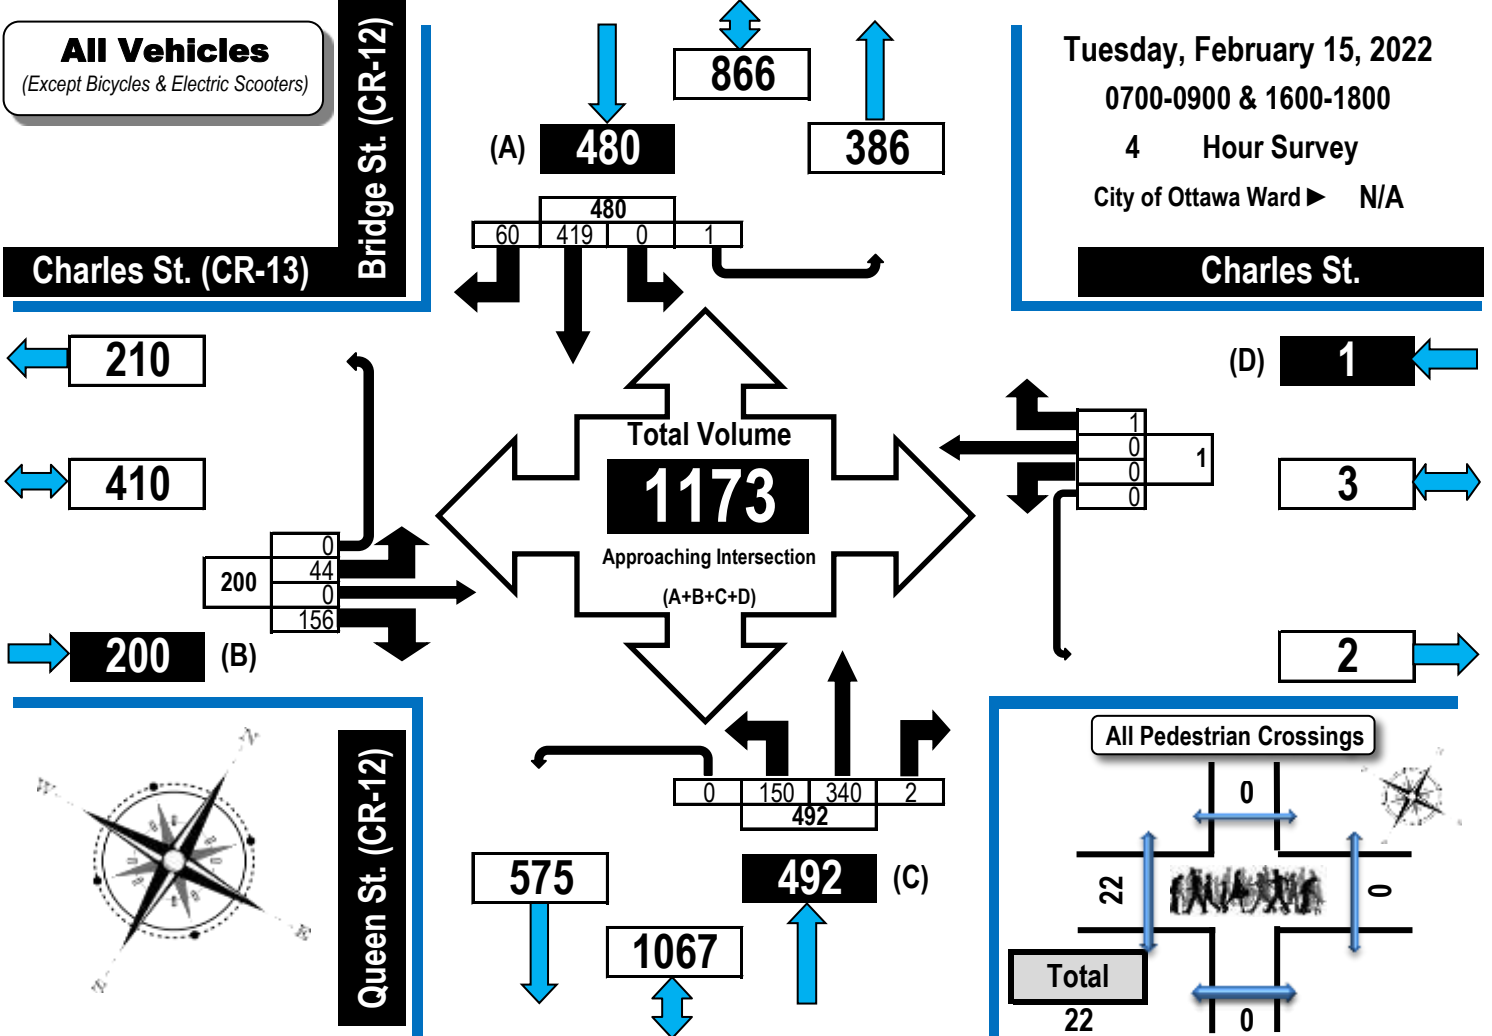 All Vehicles
(Except Bicycles & Electric Scooters)
Bridge St. (CR-12)
Charles St. (CR-13)
866
(A)
480
386
480
60
419
0
1
Tuesday, February 15, 2022
0700-0900 & 1600-1800
4 Hour Survey
City of Ottawa Ward ► N/A
Charles St.
210
410
0
44
0
156
200
200
(B)
Total Volume
1173
Approaching Intersection
(A+B+C+D)
(D)
1
1
0
0
0
1
3
2
N
W
E
S
Queen St. (CR-12)
0
150
340
2
492
575
492
(C)
1067
All Pedestrian Crossings
0
22
0
Total
22
0